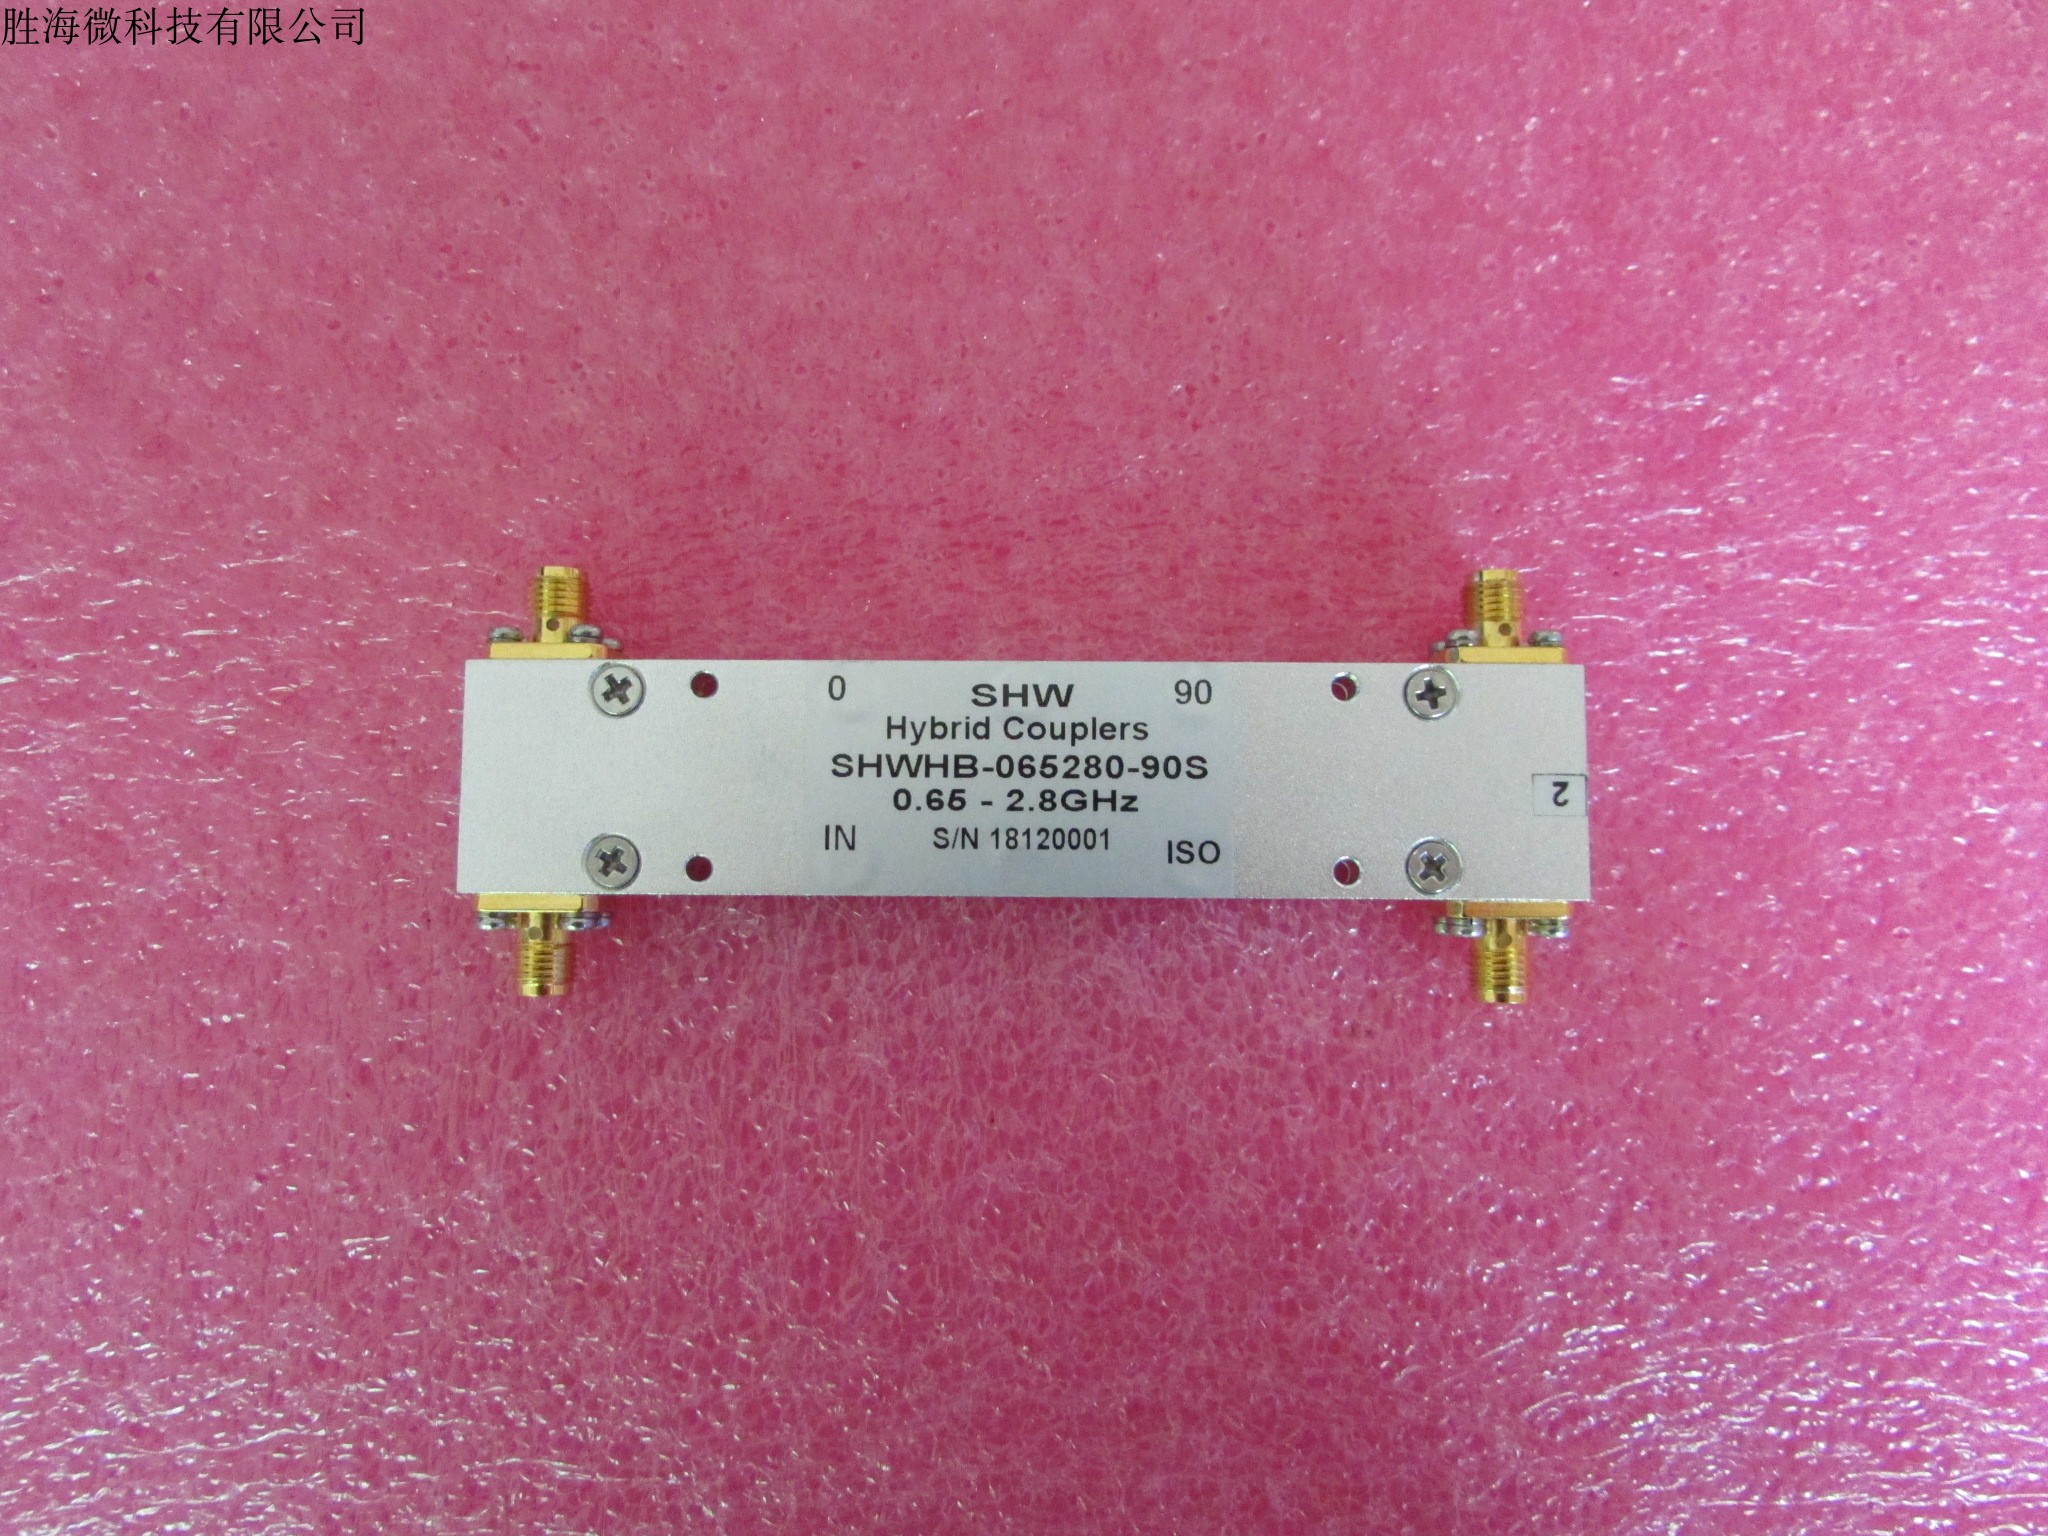 胜海微科技有限公司
0 SHW 90
Hybrid Couplers
SHWHB-065280-90S
0.65 - 2.8GHz
2
IN S/N 18120001 ISO